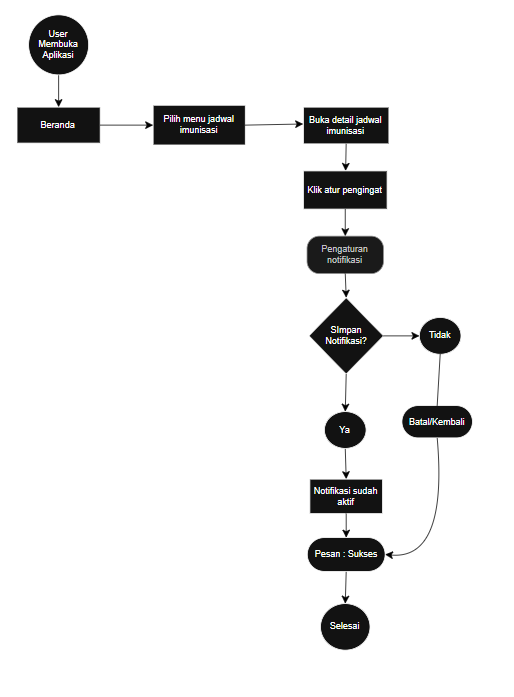 User
Membuka
Aplikasi
Beranda
Pilih menu jadwal
imunisasi
Buka detail jadwal
imunisasi
Klik atur pengingat
Pengaturan
notifikasi
SImpan
Notifikasi?
Tidak
Ya
Batal/Kembali
Notifikasi sudah
aktif
Pesan : Sukses
Selesai